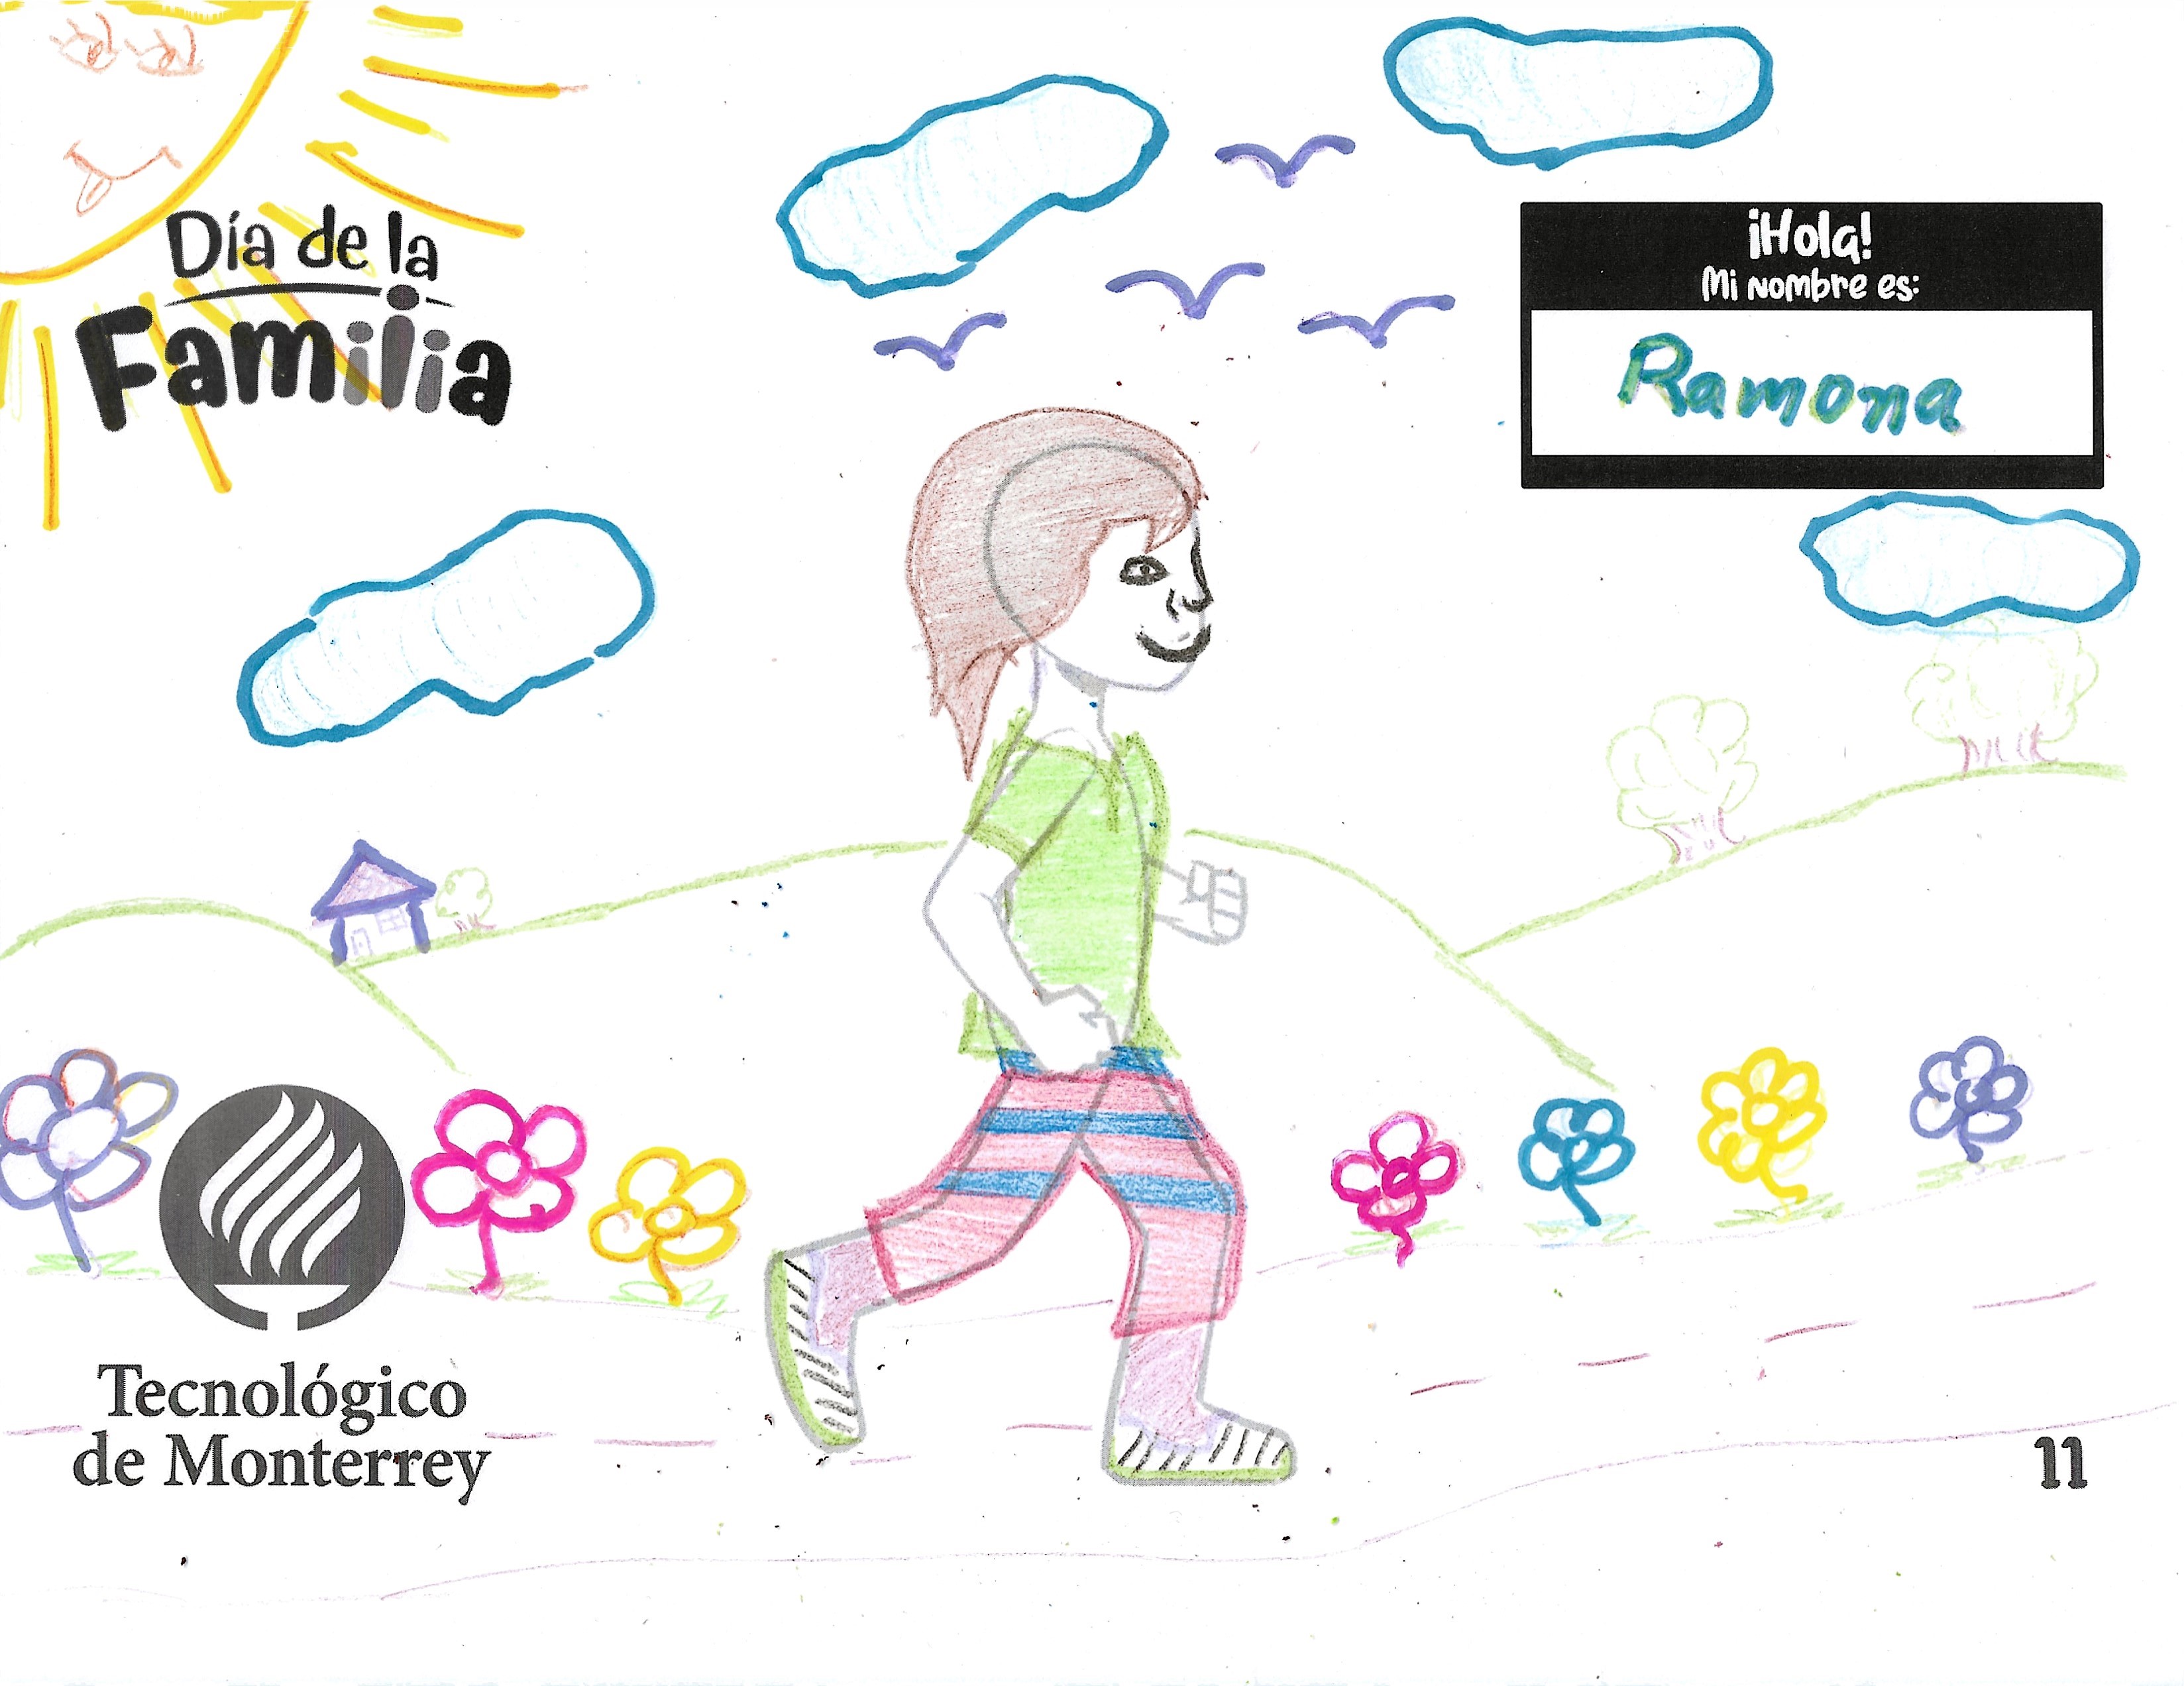 Día de la
Familia
¡Hola!
Mi nombre es:
Ramona
Tecnológico
de Monterrey
11